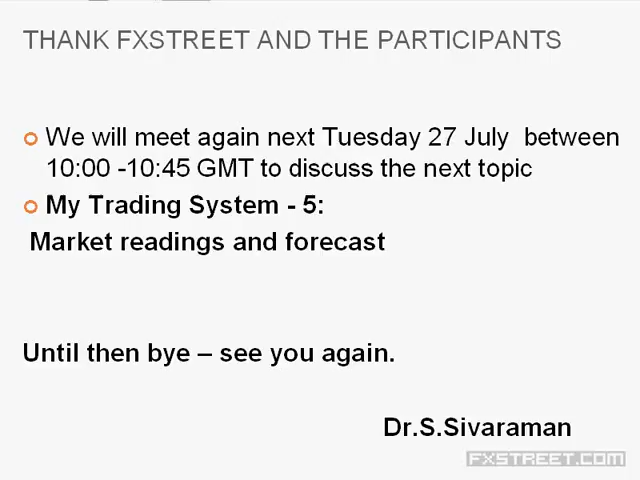 THANK FXSTREET AND THE PARTICIPANTS
We will meet again next Tuesday 27 July between
10:00 -10:45 GMT to discuss the next topic
My Trading System - 5:
Market readings and forecast
Until then bye – see you again.
Dr.S.Sivaraman
FXSTREET.COM